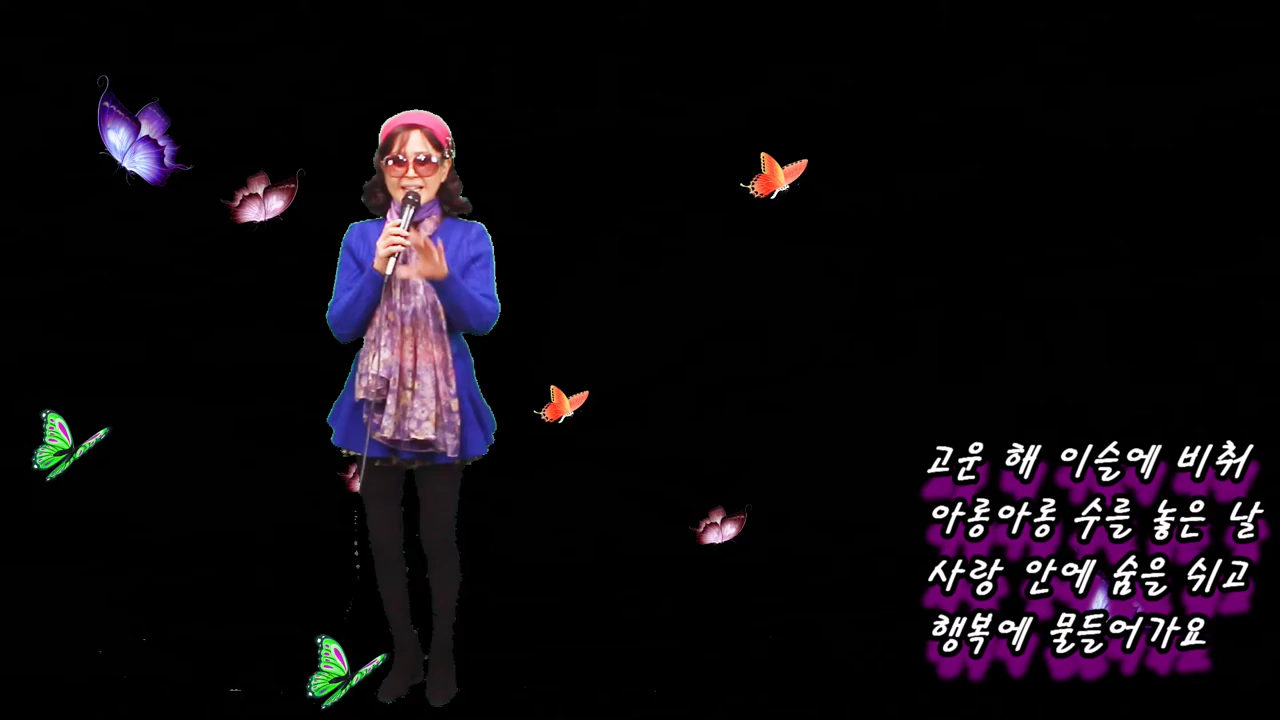 고운 해 이슬에 비취
아롱아롱 수를 놓은 날
사랑 안에 숨을 쉬고
행복에 물들어가요